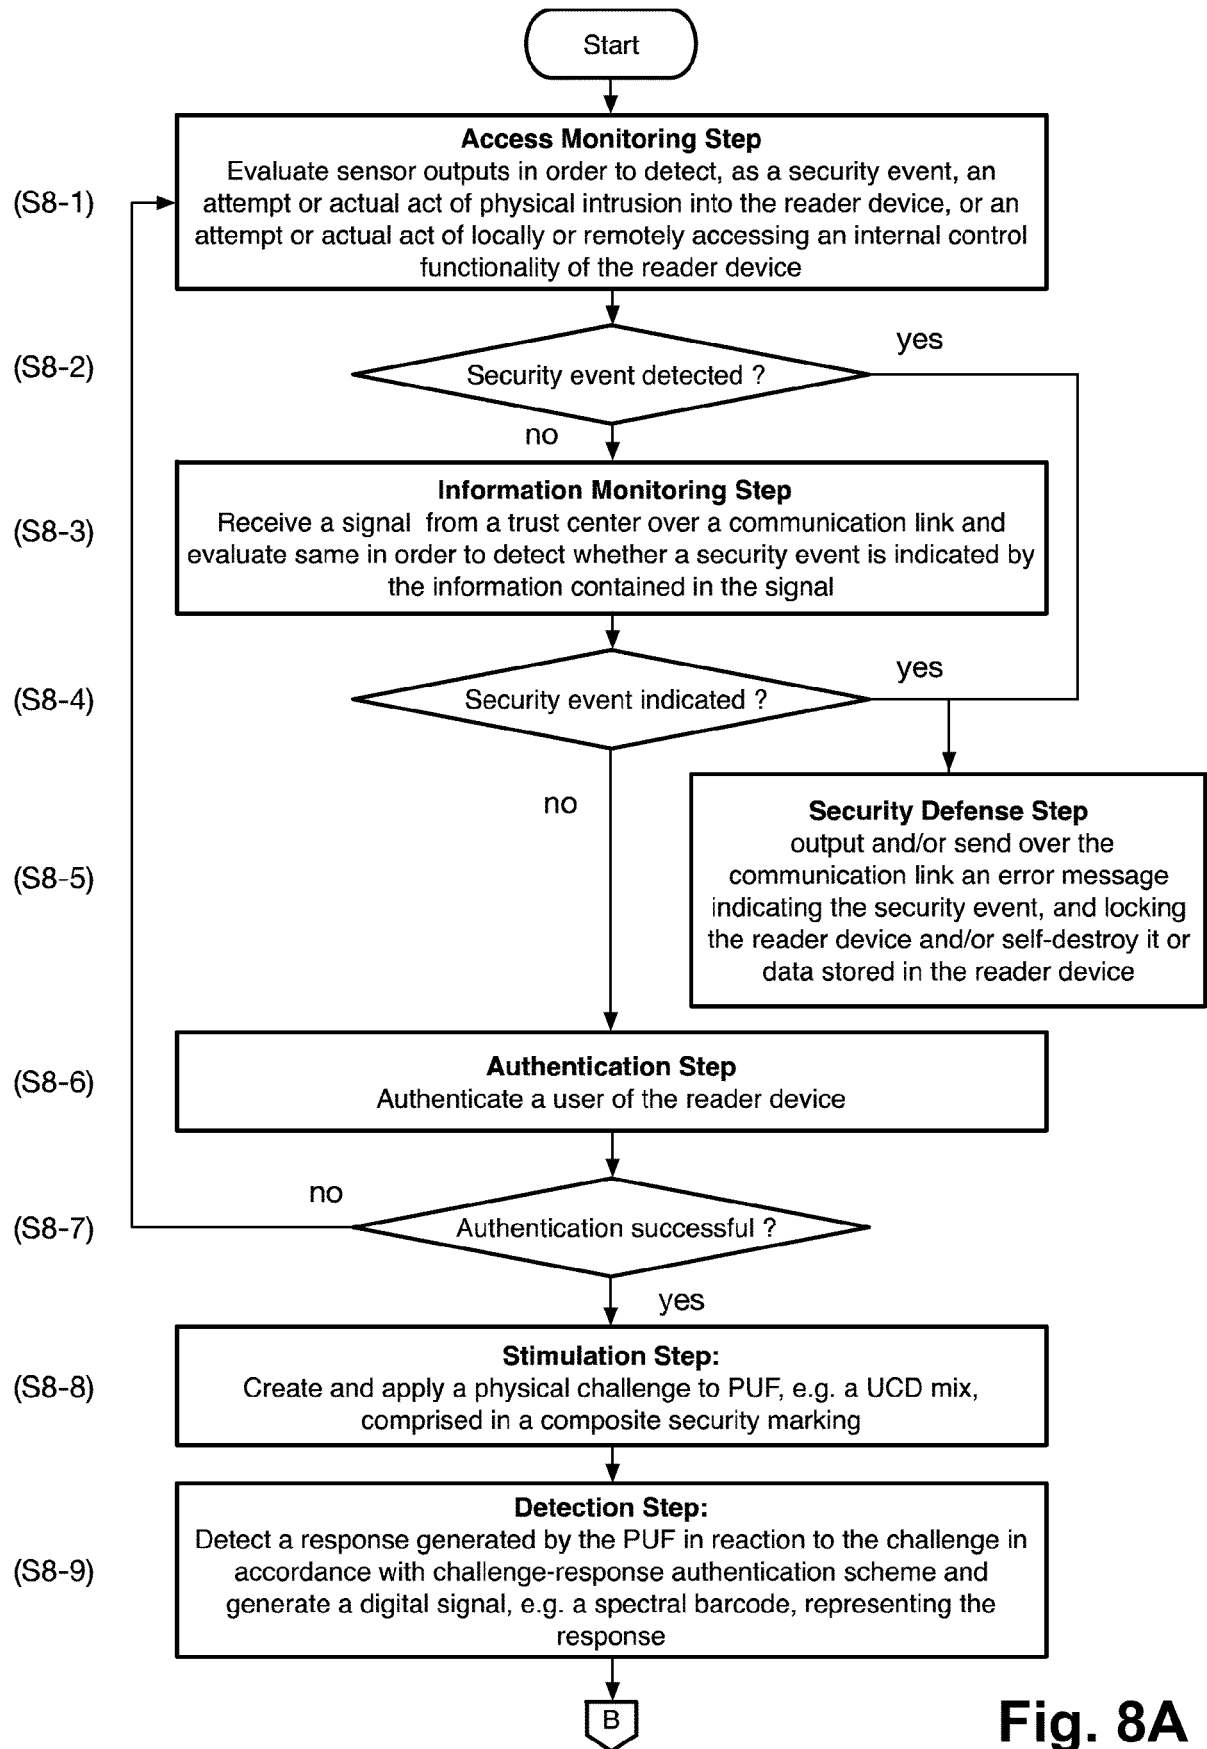 Start
Access Monitoring Step
Evaluate sensor outputs in order to detect, as a security event, an
(S8-1)
attempt or actual act of physical intrusion into the reader device, or an
attempt or actual act of locally or remotely accessing an internal control
functionality of the reader device
yes
(S8-2)
Security event detected ?
no
Information Monitoring Step
Receive a signal from a trust center over a communication link and
(S8-3)
evaluate same in order to detect whether a security event is indicated by
the information contained in the signal
yes
(S8-4)
Security event indicated ?
no
Security Defense Step
output and/or send over the
(S8-5)
communication link an error message
indicating the security event, and locking
the reader device and/or self-destroy it or
data stored in the reader device
Authentication Step
(S8-6)
Authenticate a user of the reader device
no
(S8-7)
Authentication successful ?
yes
Stimulation Step:
(S8-8)
Create and apply a physical challenge to PUF, e.g. a UCD mix,
comprised in a composite security marking
Detection Step:
Detect a response generated by the PUF in reaction to the challenge in
(S8-9)
accordance with challenge-response authentication scheme and
generate a digital signal, e.g. a spectral barcode, representing the
response
B
Fig. 8A